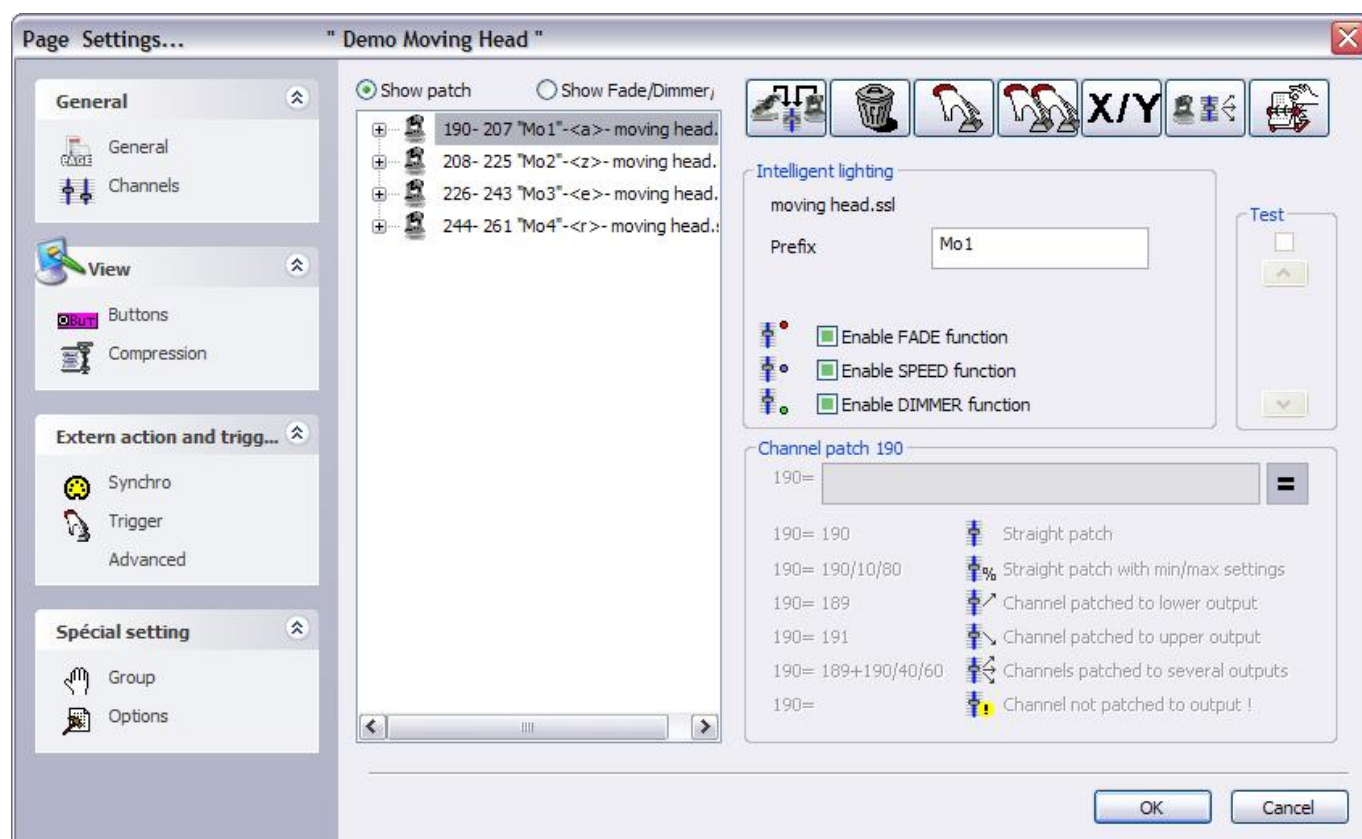 Page Settings... " Demo Moving Head "
General
General
PAGE
Channels
View
BUT
Buttons
Compression
Extern action and trigg...
Synchro
Trigger
Advanced
Spécial setting
Group
Options
Show patch Show Fade/Dimmer/
190- 207 "Mo1"-<a>- moving head.
208- 225 "Mo2"-<z>- moving head.
226- 243 "Mo3"-<e>- moving head.
244- 261 "Mo4"-<r>- moving head.s
X/Y
Intelligent lighting
moving head.ssl
Prefix Mo1
Enable FADE function
Enable SPEED function
Enable DIMMER function
Test
Channel patch 190
190= =
190= 190 Straight patch
190= 190/10/80 % Straight patch with min/max settings
190= 189 Channel patched to lower output
190= 191 Channel patched to upper output
190= 189+190/40/60 Channels patched to several outputs
190= ! Channel not patched to output !
OK Cancel